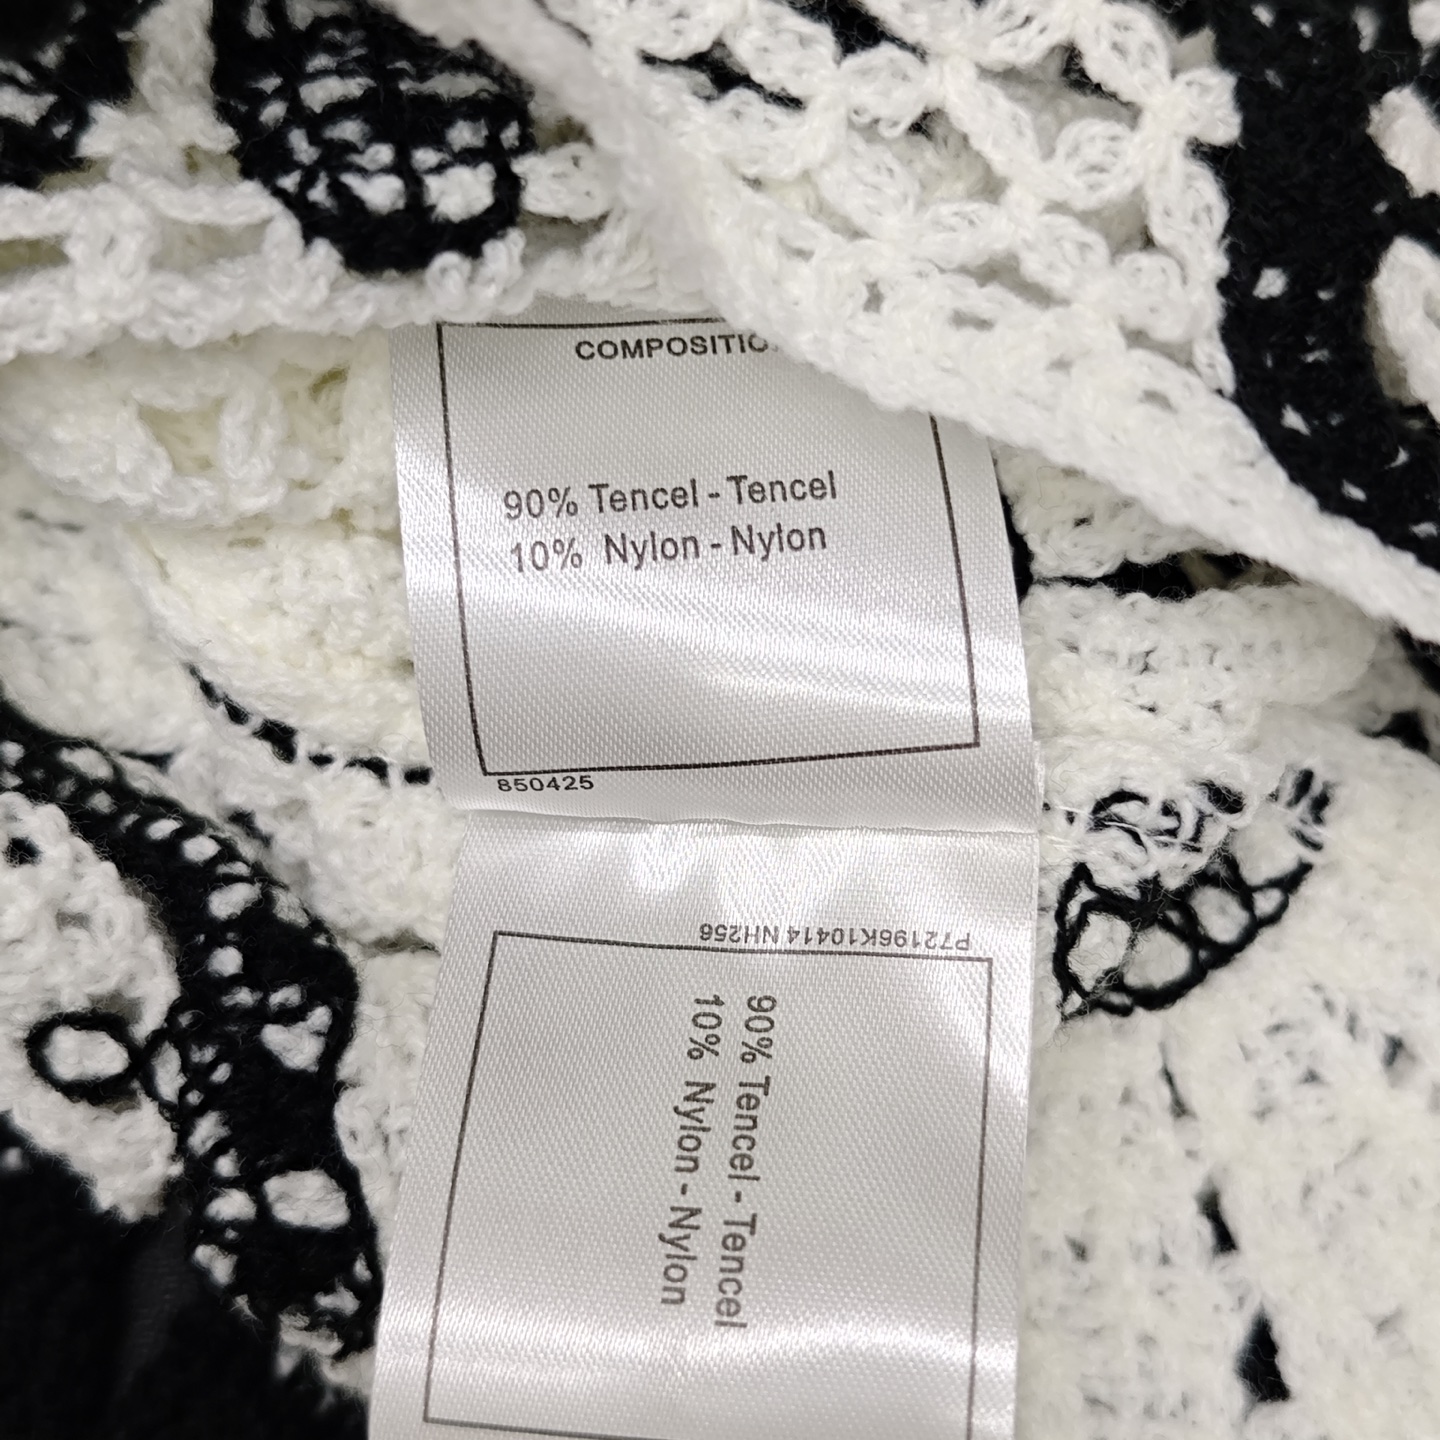 COMPOSITIO
90% Tencel - Tencel
10% Nylon - Nylon
850425
P72196K10414 NH256
90% Tencel - Tencel
10% Nylon - Nylon